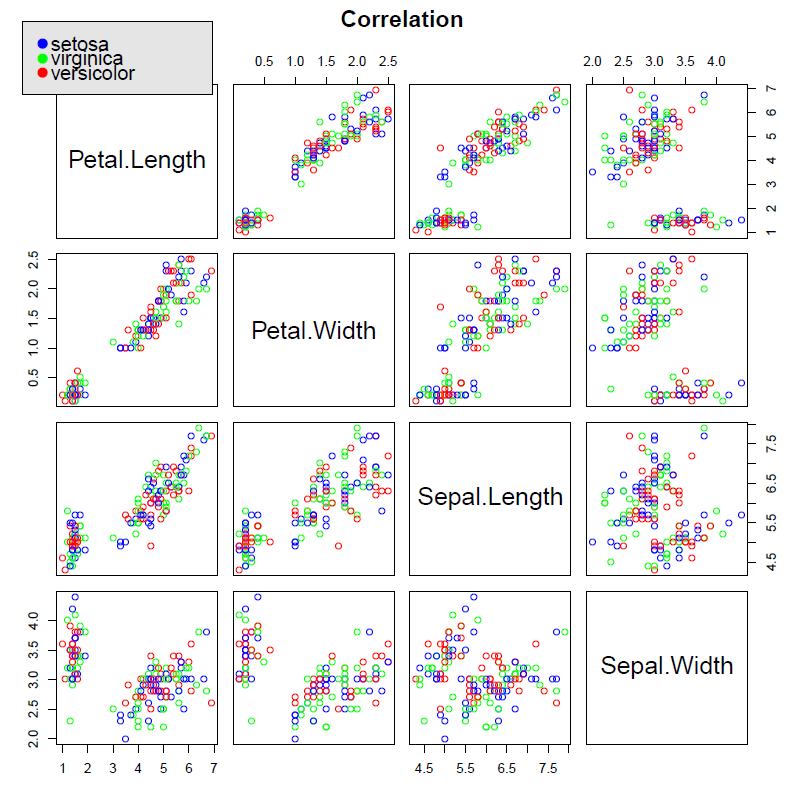 Correlation
setosa
virginica
versicolor
0.5 1.0 1.5 2.0 2.5
2.0 2.5 3.0 3.5 4.0
Petal.Length
1 2 3 4 5 6 7
0.5 1.0 1.5 2.0 2.5
Petal.Width
Sepal.Length
4.5 5.5 6.5 7.5
2.0 2.5 3.0 3.5 4.0
Sepal.Width
1 2 3 4 5 6 7
4.5 5.5 6.5 7.5